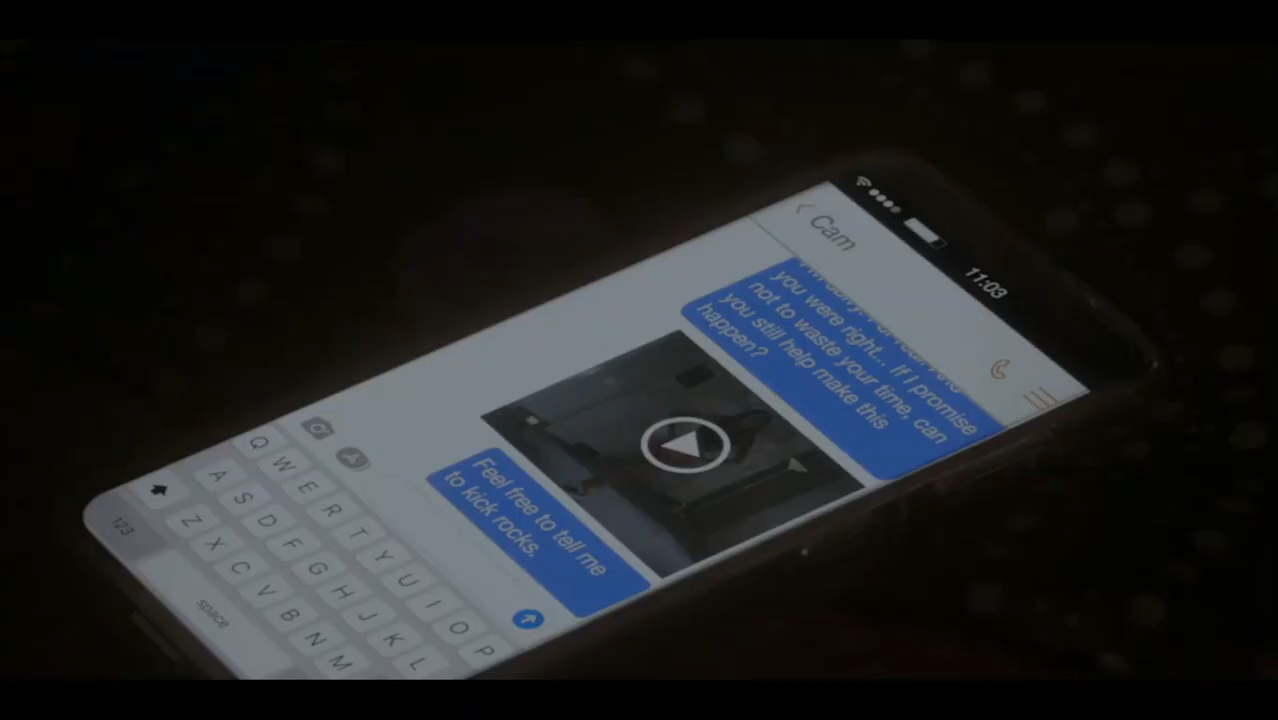 11:03
Cam
you were right... If I promise
not to waste your time, can
you still help make this
happen?
Feel free to tell me
to kick rocks.
Q W E R T Y U I O P
A S D F G H J K L
Z X C V B N M
123
space